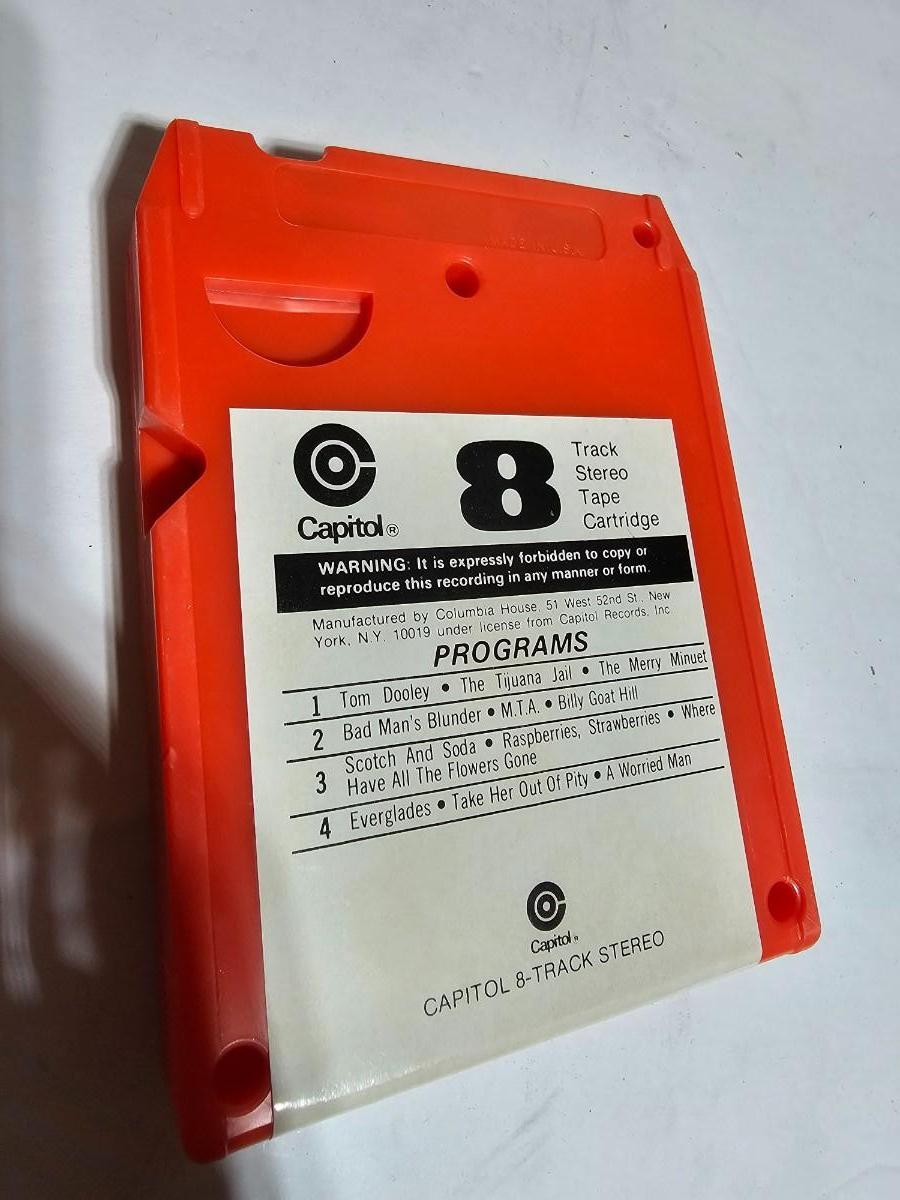 MADE IN U.S.A.
Capitol®
8
Track
Stereo
Tape
Cartridge
WARNING: It is expressly forbidden to copy or
reproduce this recording in any manner or form.
Manufactured by Columbia House, 51 West 52nd St., New
York, N.Y. 10019 under license from Capitol Records, Inc.
PROGRAMS
1 Tom Dooley • The Tijuana Jail • The Merry Minuet
2 Bad Man's Blunder • M.T.A. • Billy Goat Hill
3 Scotch And Soda • Raspberries, Strawberries • Where
Have All The Flowers Gone
4 Everglades • Take Her Out Of Pity • A Worried Man
Capitol®
CAPITOL 8-TRACK STEREO